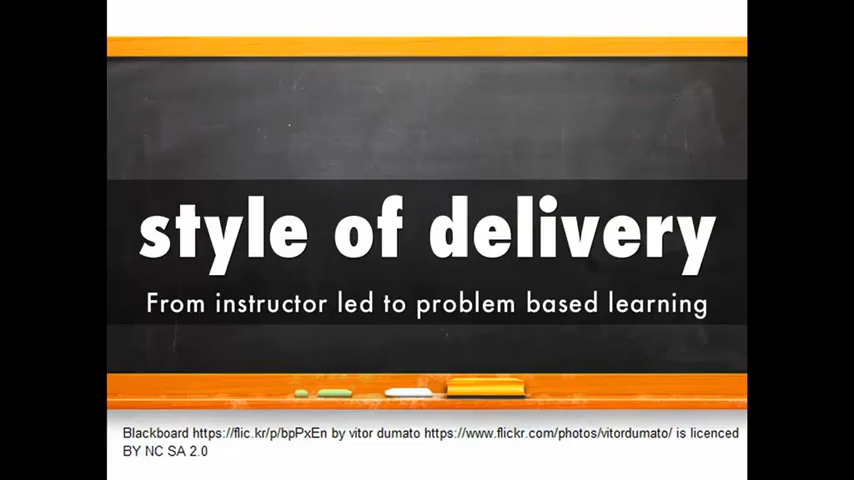 style of delivery
From instructor led to problem based learning
Blackboard https://flic.kr/p/bpPxEn by vitor dumato https://www.flickr.com/photos/vitordumato/ is licenced
BY NC SA 2.0